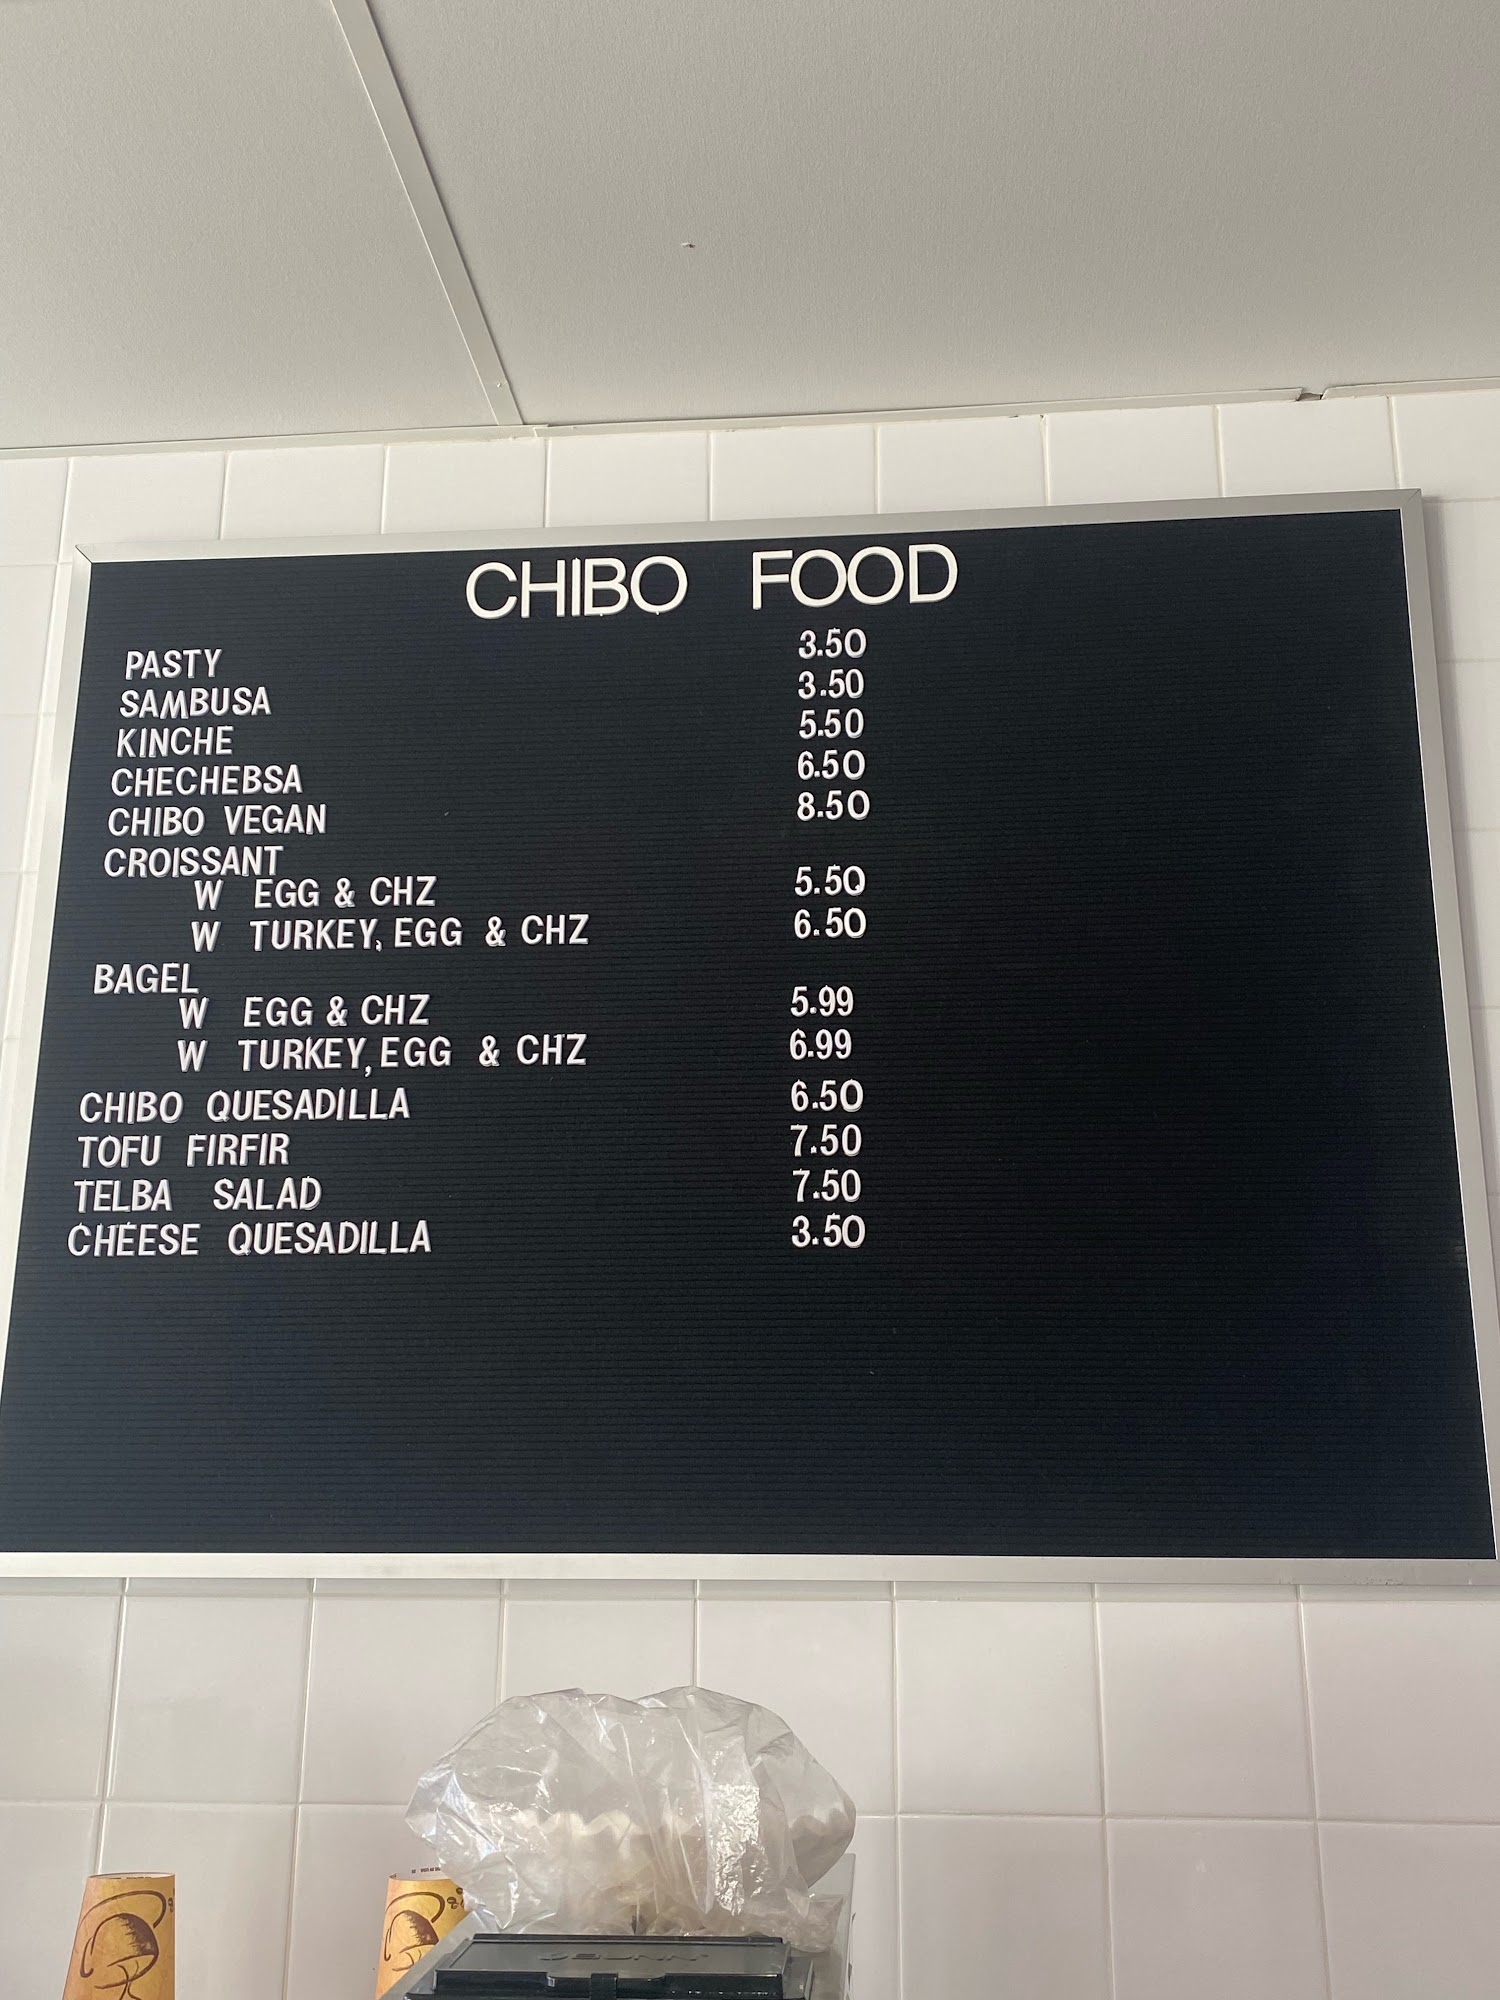 CHIBO FOOD
PASTY 3.50
SAMBUSA 3.50
KINCHE 5.50
CHECHEBSA 6.50
CHIBO VEGAN 8.50
CROISSANT
W EGG & CHZ 5.50
W TURKEY, EGG & CHZ 6.50
BAGEL
W EGG & CHZ 5.99
W TURKEY, EGG & CHZ 6.99
CHIBO QUESADILLA 6.50
TOFU FIRFIR 7.50
TELBA SALAD 7.50
CHEESE QUESADILLA 3.50
BUNN